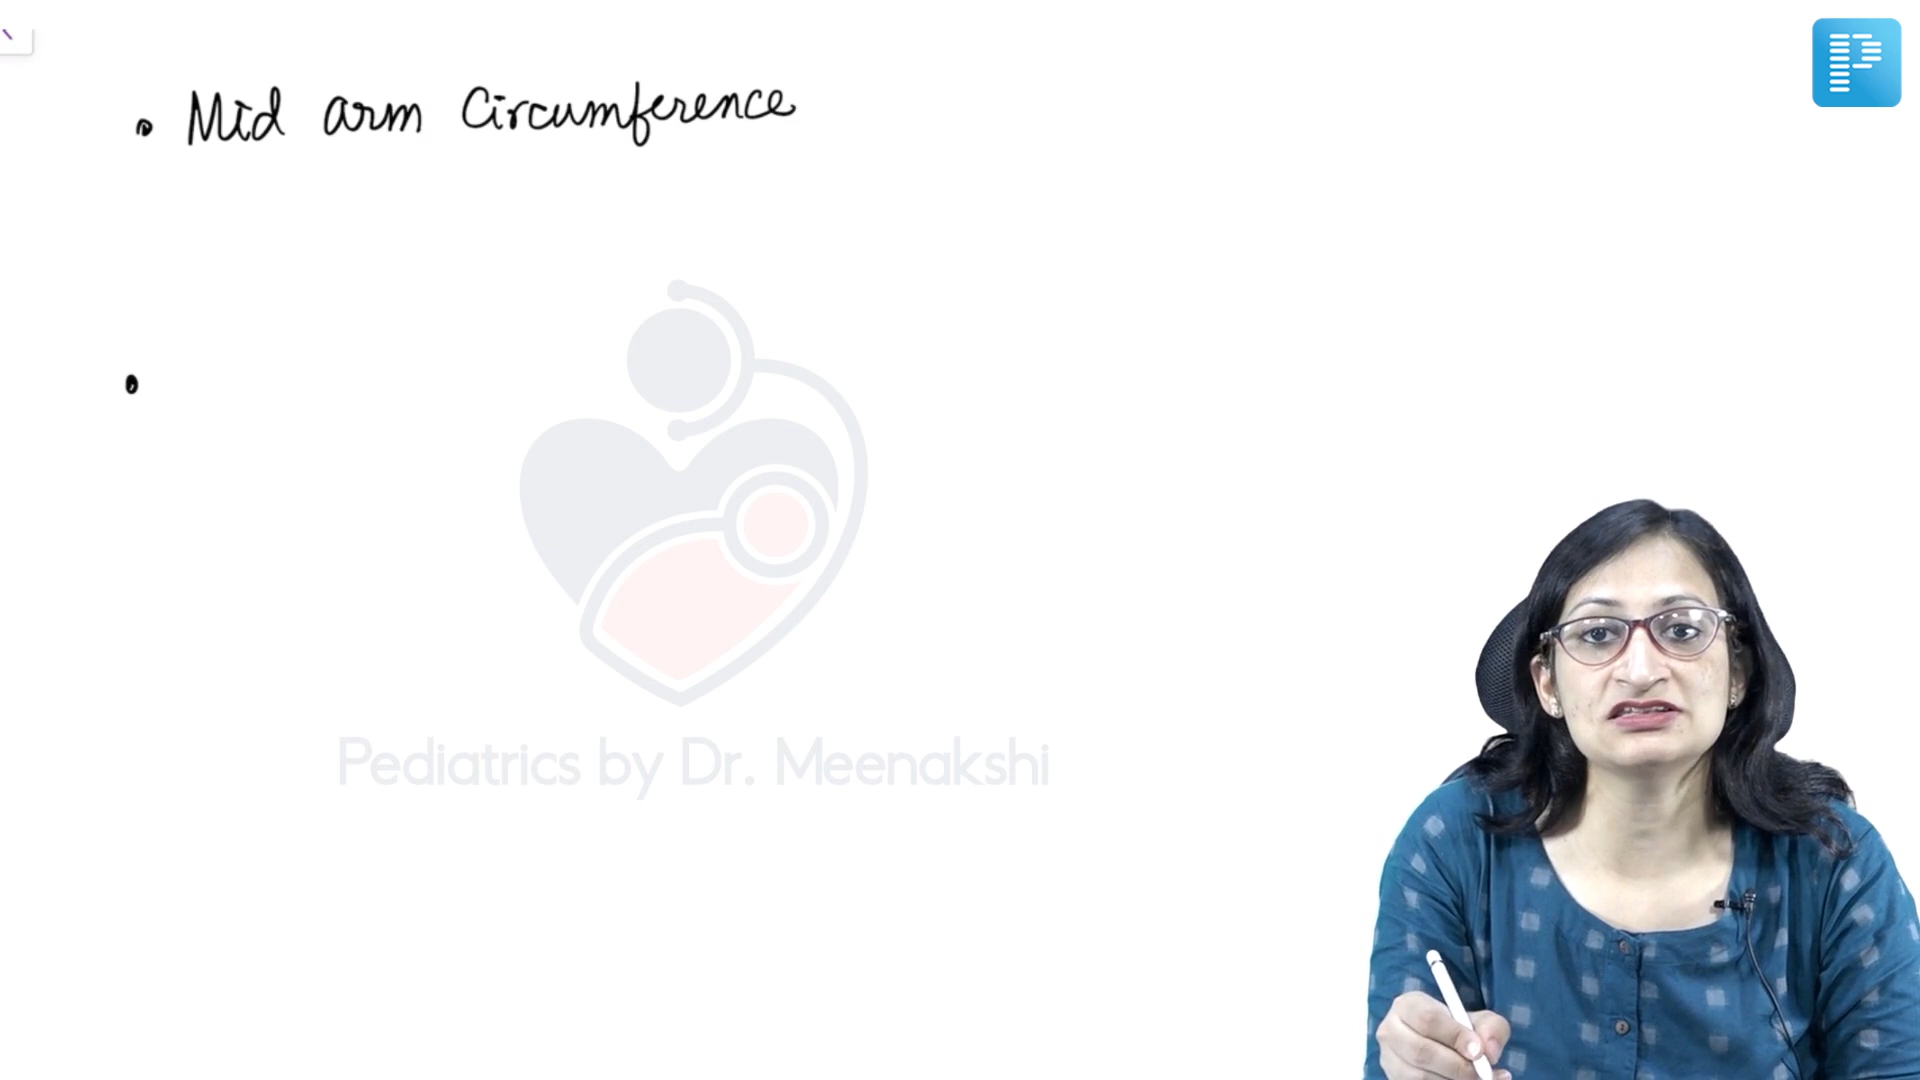 • Mid arm Circumference
•
Pediatrics by Dr. Meenakshi